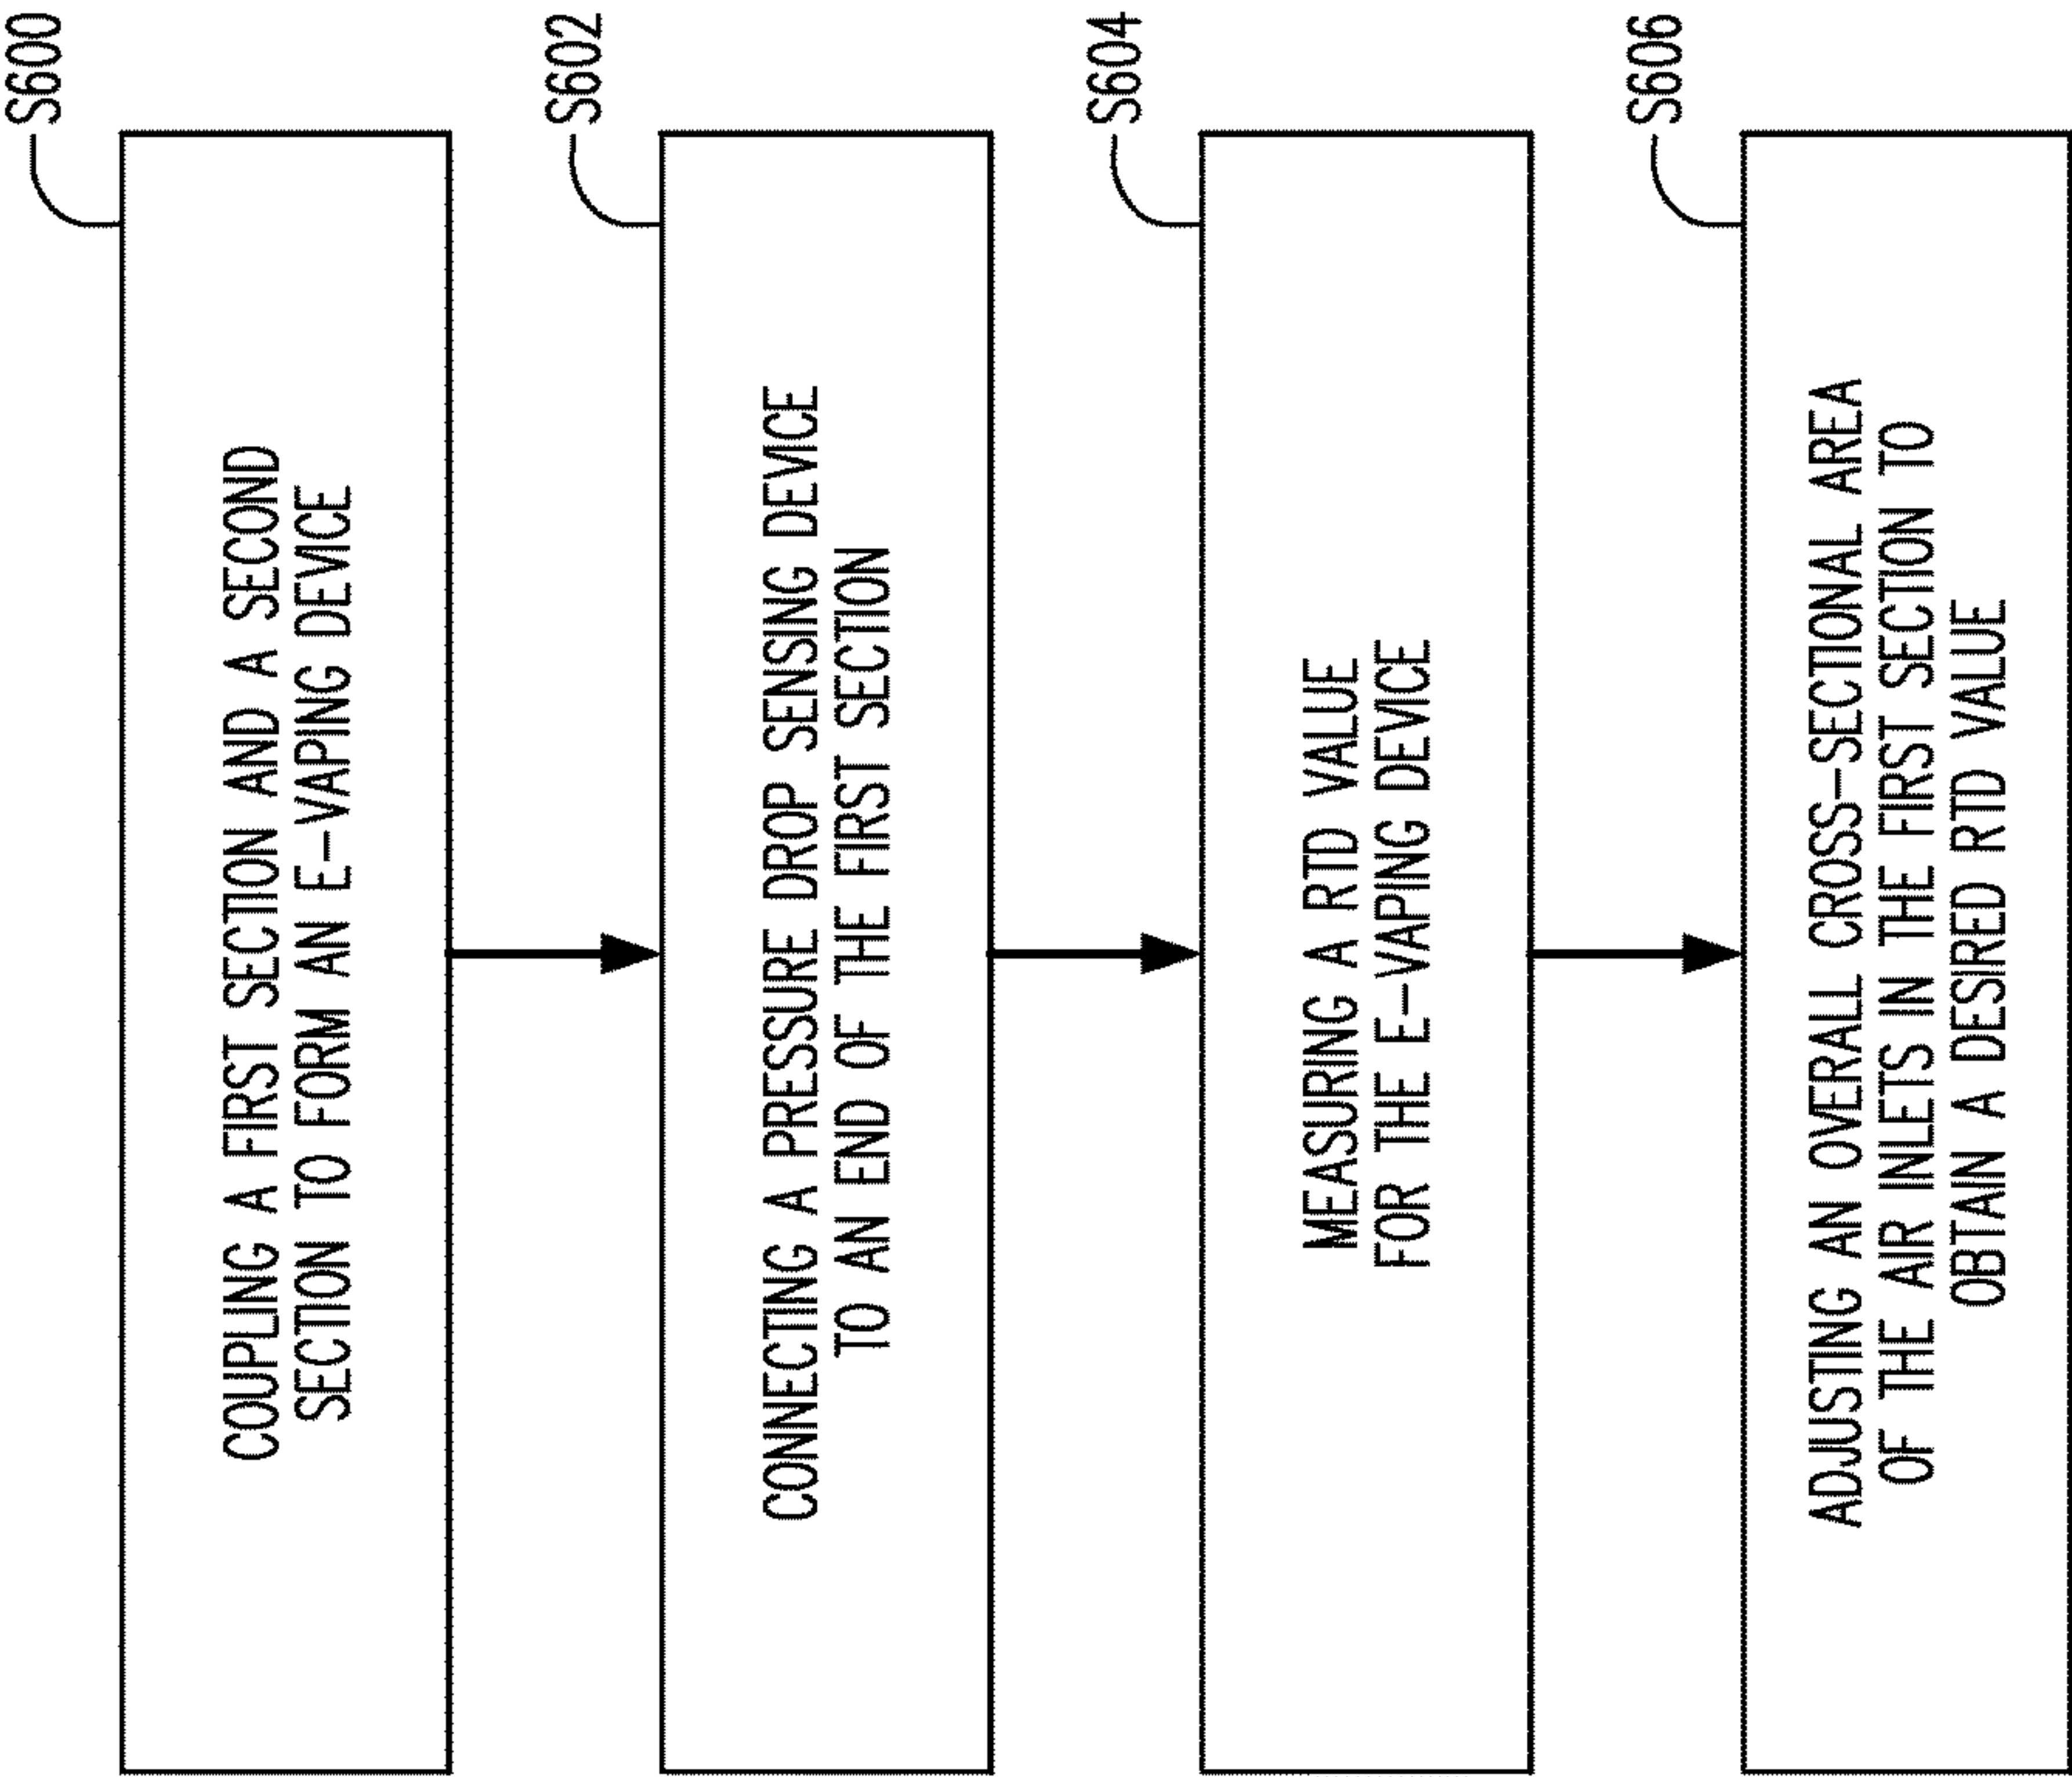 S600
COUPLING A FIRST SECTION AND A SECOND
SECTION TO FORM AN E-VAPING DEVICE
S602
CONNECTING A PRESSURE DROP SENSING DEVICE
TO AN END OF THE FIRST SECTION
S604
MEASURING A RTD VALUE
FOR THE E-VAPING DEVICE
S606
ADJUSTING AN OVERALL CROSS-SECTIONAL AREA
OF THE AIR INLETS IN THE FIRST SECTION TO
OBTAIN A DESIRED RTD VALUE